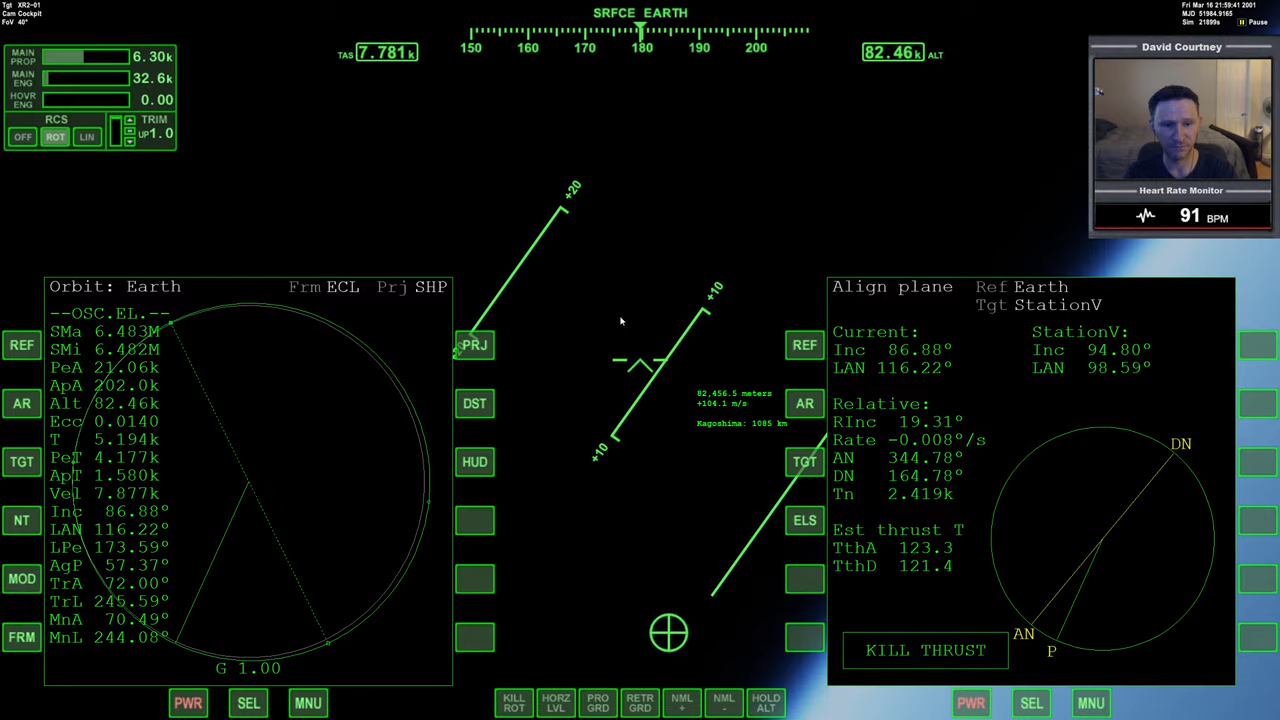 Tgt XR2-01
Cam Cockpit
FoV 40°
SRFCE EARTH
Fri Mar 16 21:59:41 2001
MJD 51984.9165
Sim 21899s Pause
150 160 170 180 190 200
TAS 7.781k
82.46k ALT
MAIN PROP 6.30k
MAIN ENG 32.6k
HOVR ENG 0.00
RCS
TRIM
OFF ROT LIN
UP 1.0
David Courtney
Heart Rate Monitor
91 BPM
+20
+10
+10
82,456.5 meters
+104.1 m/s
Kagoshima: 1085 km
Orbit: Earth Frm ECL Prj SHP
--OSC.EL.--
SMa 6.483M
SMi 6.482M
PeA 21.06k
ApA 202.0k
Alt 82.46k
Ecc 0.0140
T 5.194k
PeT 4.177k
ApT 1.580k
Vel 7.877k
Inc 86.88°
LAN 116.22°
LPe 173.59°
AgP 57.37°
TrA 72.00°
TrL 245.59°
MnA 70.49°
MnL 244.08°
G 1.00
REF
AR
TGT
NT
MOD
FRM
PRJ
DST
HUD
PWR SEL MNU
KILL ROT
HORZ LVL
PRO GRD
RETR GRD
NML +
NML -
HOLD ALT
REF
AR
TGT
ELS
Align plane Ref Earth
Tgt StationV
Current: StationV:
Inc 86.88° Inc 94.80°
LAN 116.22° LAN 98.59°
Relative:
RInc 19.31°
Rate -0.008°/s
AN 344.78°
DN 164.78°
Tn 2.419k
Est thrust T
TthA 123.3
TthD 121.4
DN
AN
P
KILL THRUST
PWR SEL MNU